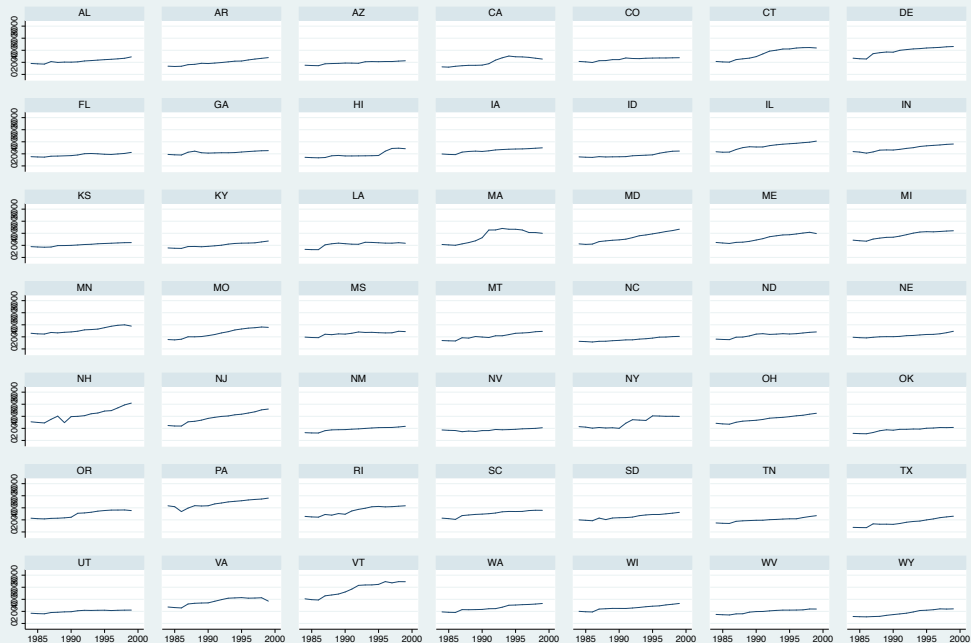 AL AR AZ CA CO CT DE
FL GA HI IA ID IL IN
KS KY LA MA MD ME MI
MN MO MS MT NC ND NE
NH NJ NM NV NY OH OK
OR PA RI SC SD TN TX
UT VA VT WA WI WV WY
1985 1990 1995 2000 1985 1990 1995 2000 1985 1990 1995 2000 1985 1990 1995 2000 1985 1990 1995 2000 1985 1990 1995 2000 1985 1990 1995 2000